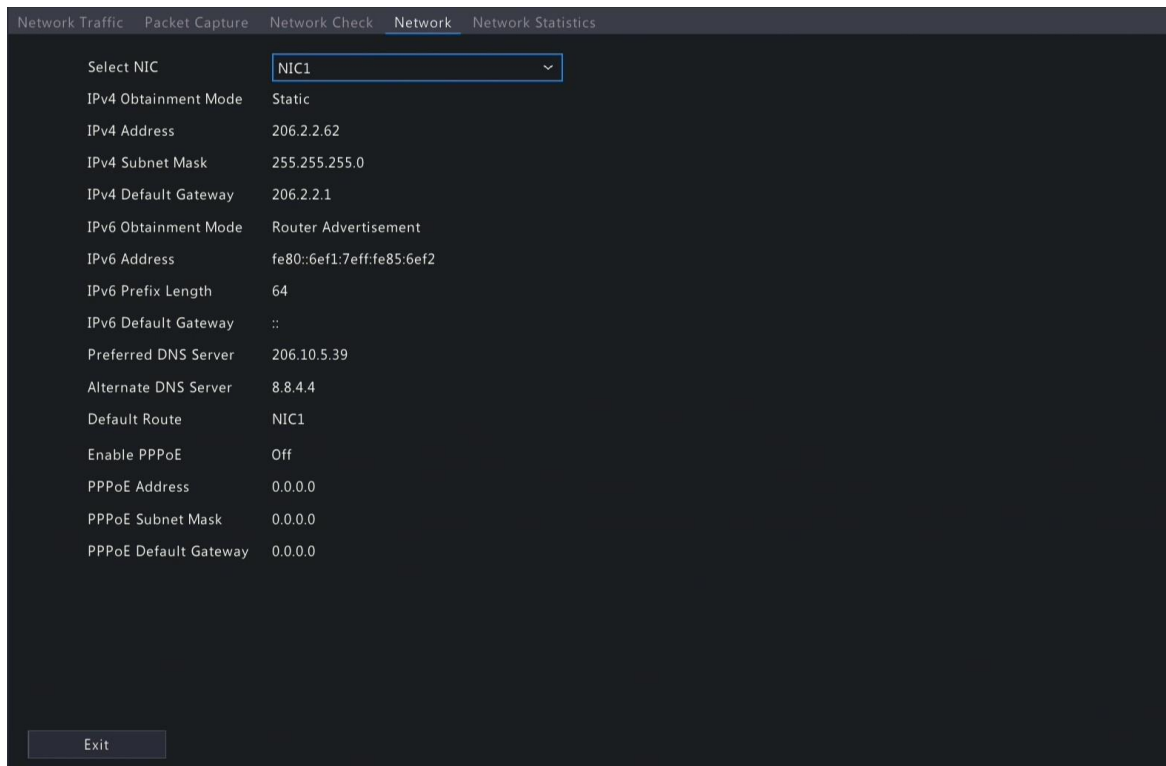 Network Traffic Packet Capture Network Check Network Network Statistics
Select NIC NIC1
IPv4 Obtainment Mode Static
IPv4 Address 206.2.2.62
IPv4 Subnet Mask 255.255.255.0
IPv4 Default Gateway 206.2.2.1
IPv6 Obtainment Mode Router Advertisement
IPv6 Address fe80::6ef1:7eff:fe85:6ef2
IPv6 Prefix Length 64
IPv6 Default Gateway ::
Preferred DNS Server 206.10.5.39
Alternate DNS Server 8.8.4.4
Default Route NIC1
Enable PPPoE Off
PPPoE Address 0.0.0.0
PPPoE Subnet Mask 0.0.0.0
PPPoE Default Gateway 0.0.0.0
Exit